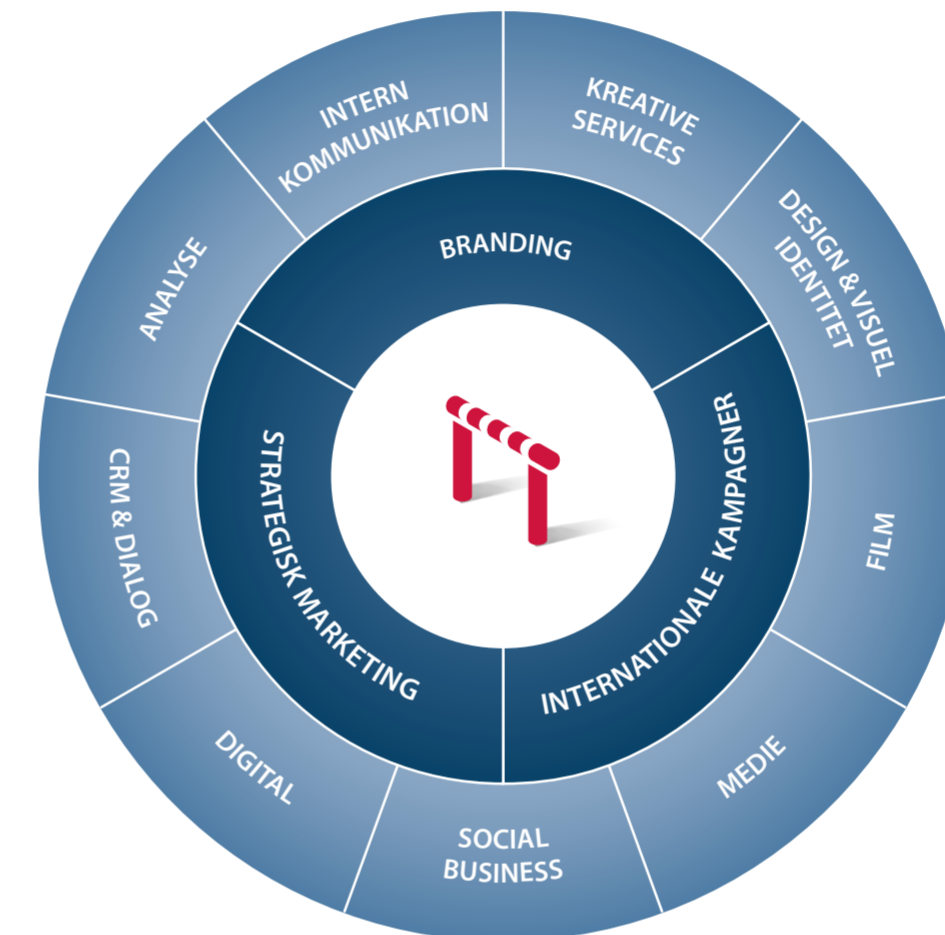 INTERN
KOMMUNIKATION
KREATIVE
SERVICES
DESIGN & VISUEL
IDENTITET
FILM
MEDIE
SOCIAL
BUSINESS
DIGITAL
CRM & DIALOG
ANALYSE
BRANDING
INTERNATIONALE KAMPAGNER
STRATEGISK MARKETING